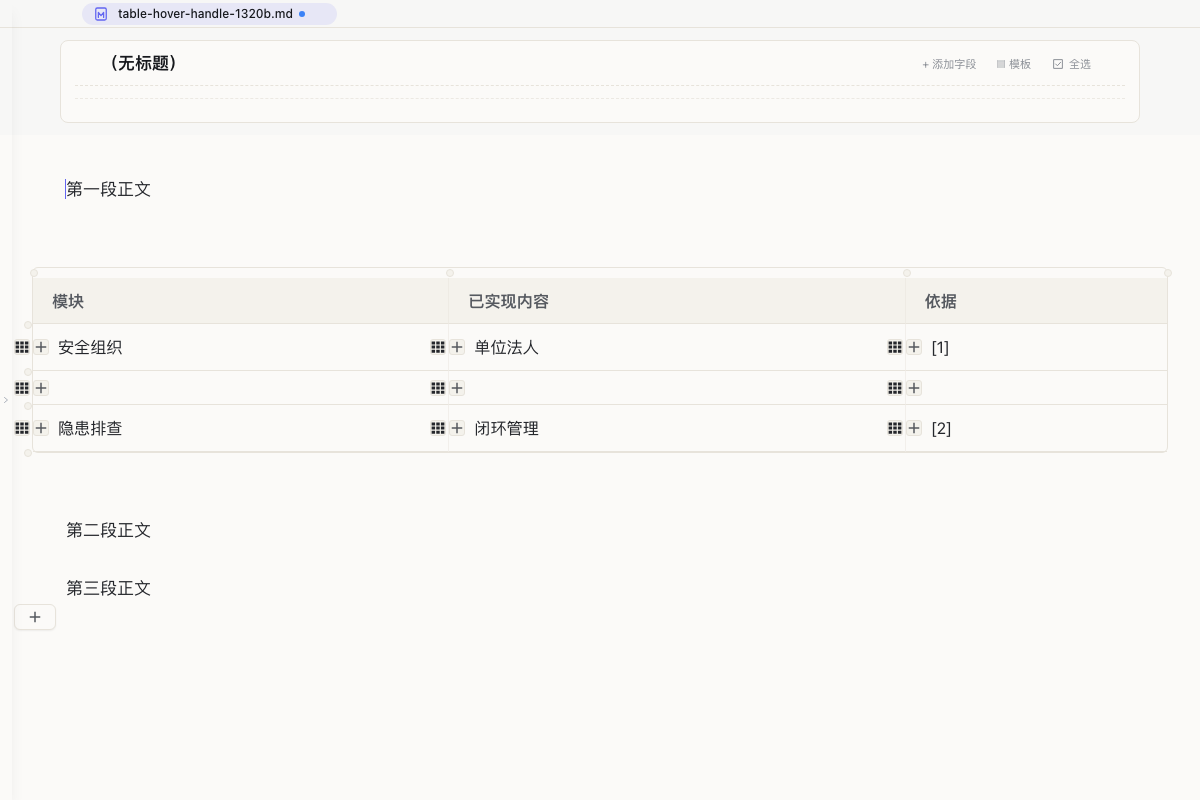 table-hover-handle-1320b.md
（无标题）
+ 添加字段 模板 全选
第一段正文
模块 已实现内容 依据
安全组织 单位法人 [1]
隐患排查 闭环管理 [2]
第二段正文
第三段正文